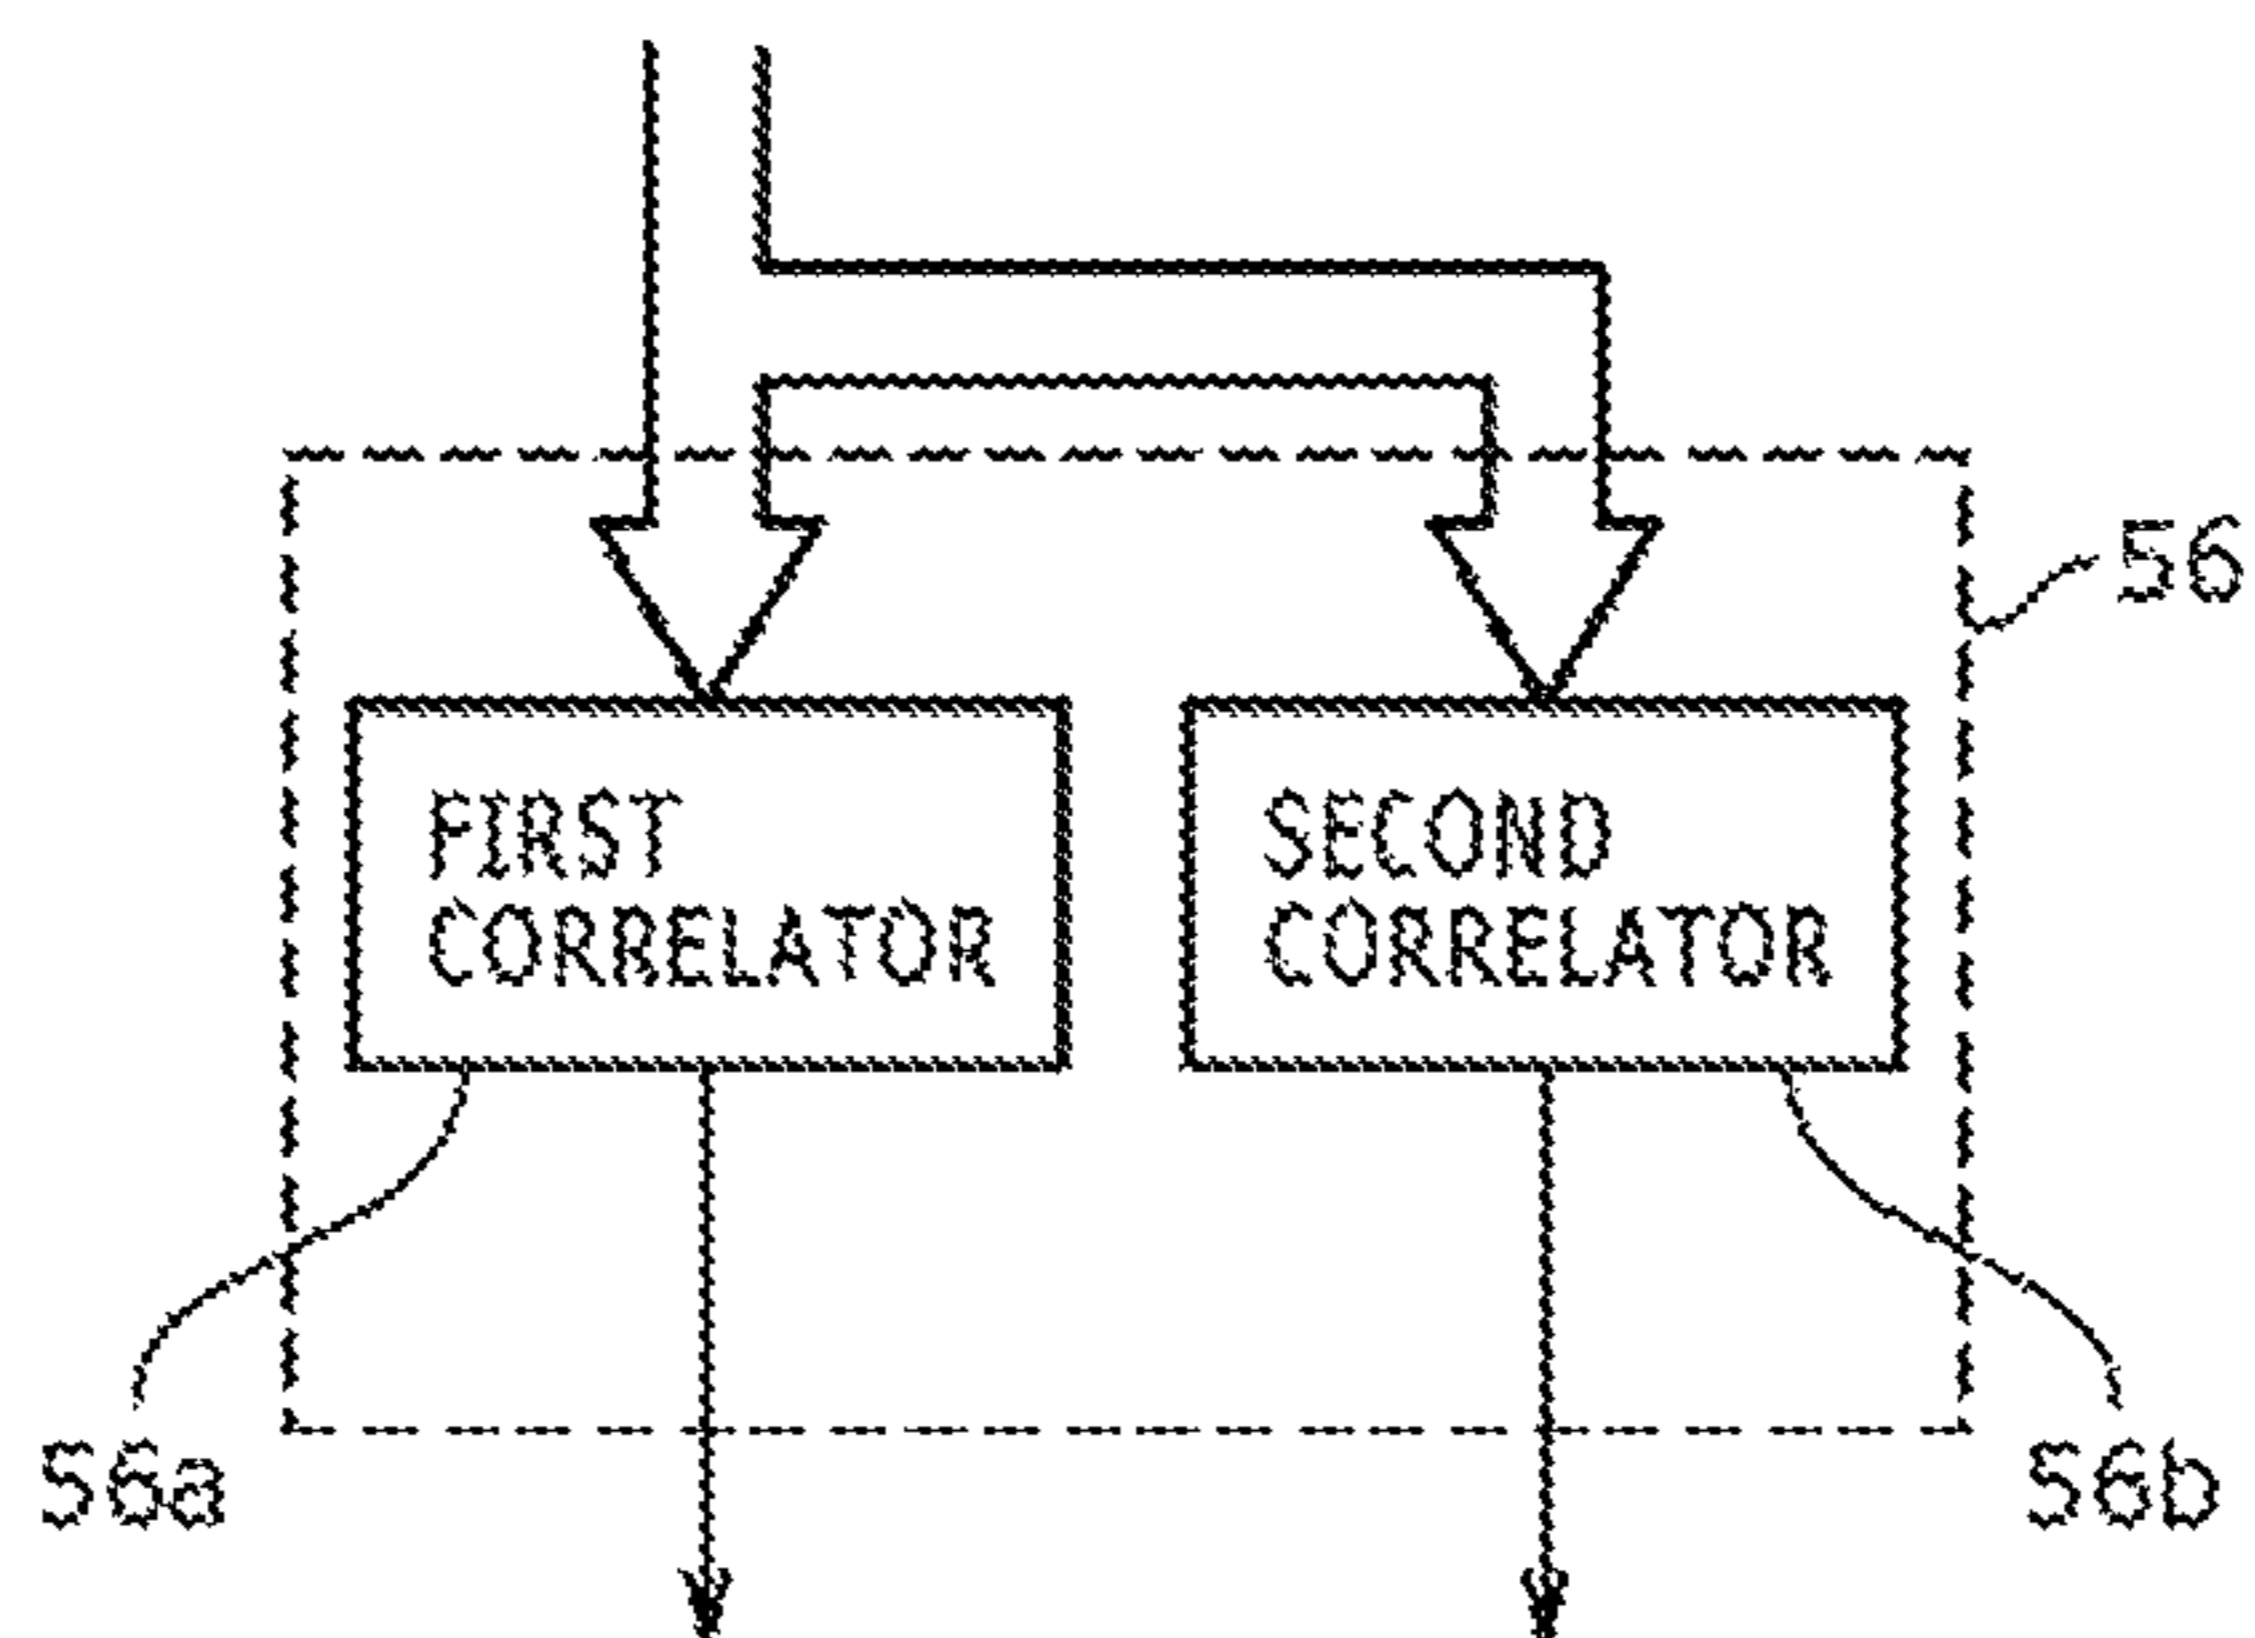 56
FIRST
CORRELATOR
SECOND
CORRELATOR
56a
56b